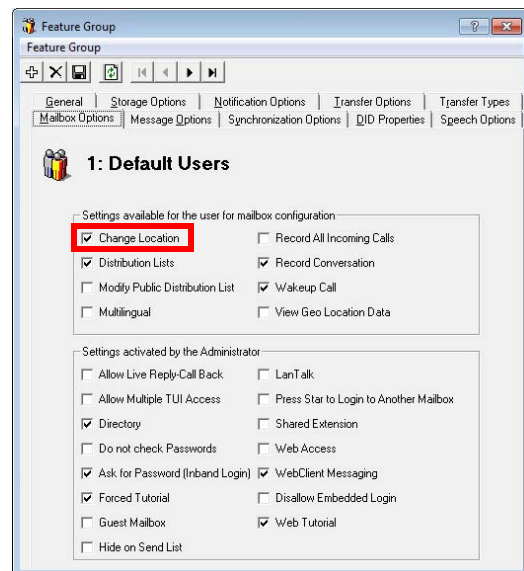 Feature Group
Feature Group
General Storage Options Notification Options Transfer Options Transfer Types
Mailbox Options Message Options Synchronization Options DID Properties Speech Options
1: Default Users
Settings available for the user for mailbox configuration
Change Location Record All Incoming Calls
Distribution Lists Record Conversation
Modify Public Distribution List Wakeup Call
Multilingual View Geo Location Data
Settings activated by the Administrator
Allow Live Reply-Call Back LanTalk
Allow Multiple TUI Access Press Star to Login to Another Mailbox
Directory Shared Extension
Do not check Passwords Web Access
Ask for Password (Inband Login) WebClient Messaging
Forced Tutorial Disallow Embedded Login
Guest Mailbox Web Tutorial
Hide on Send List